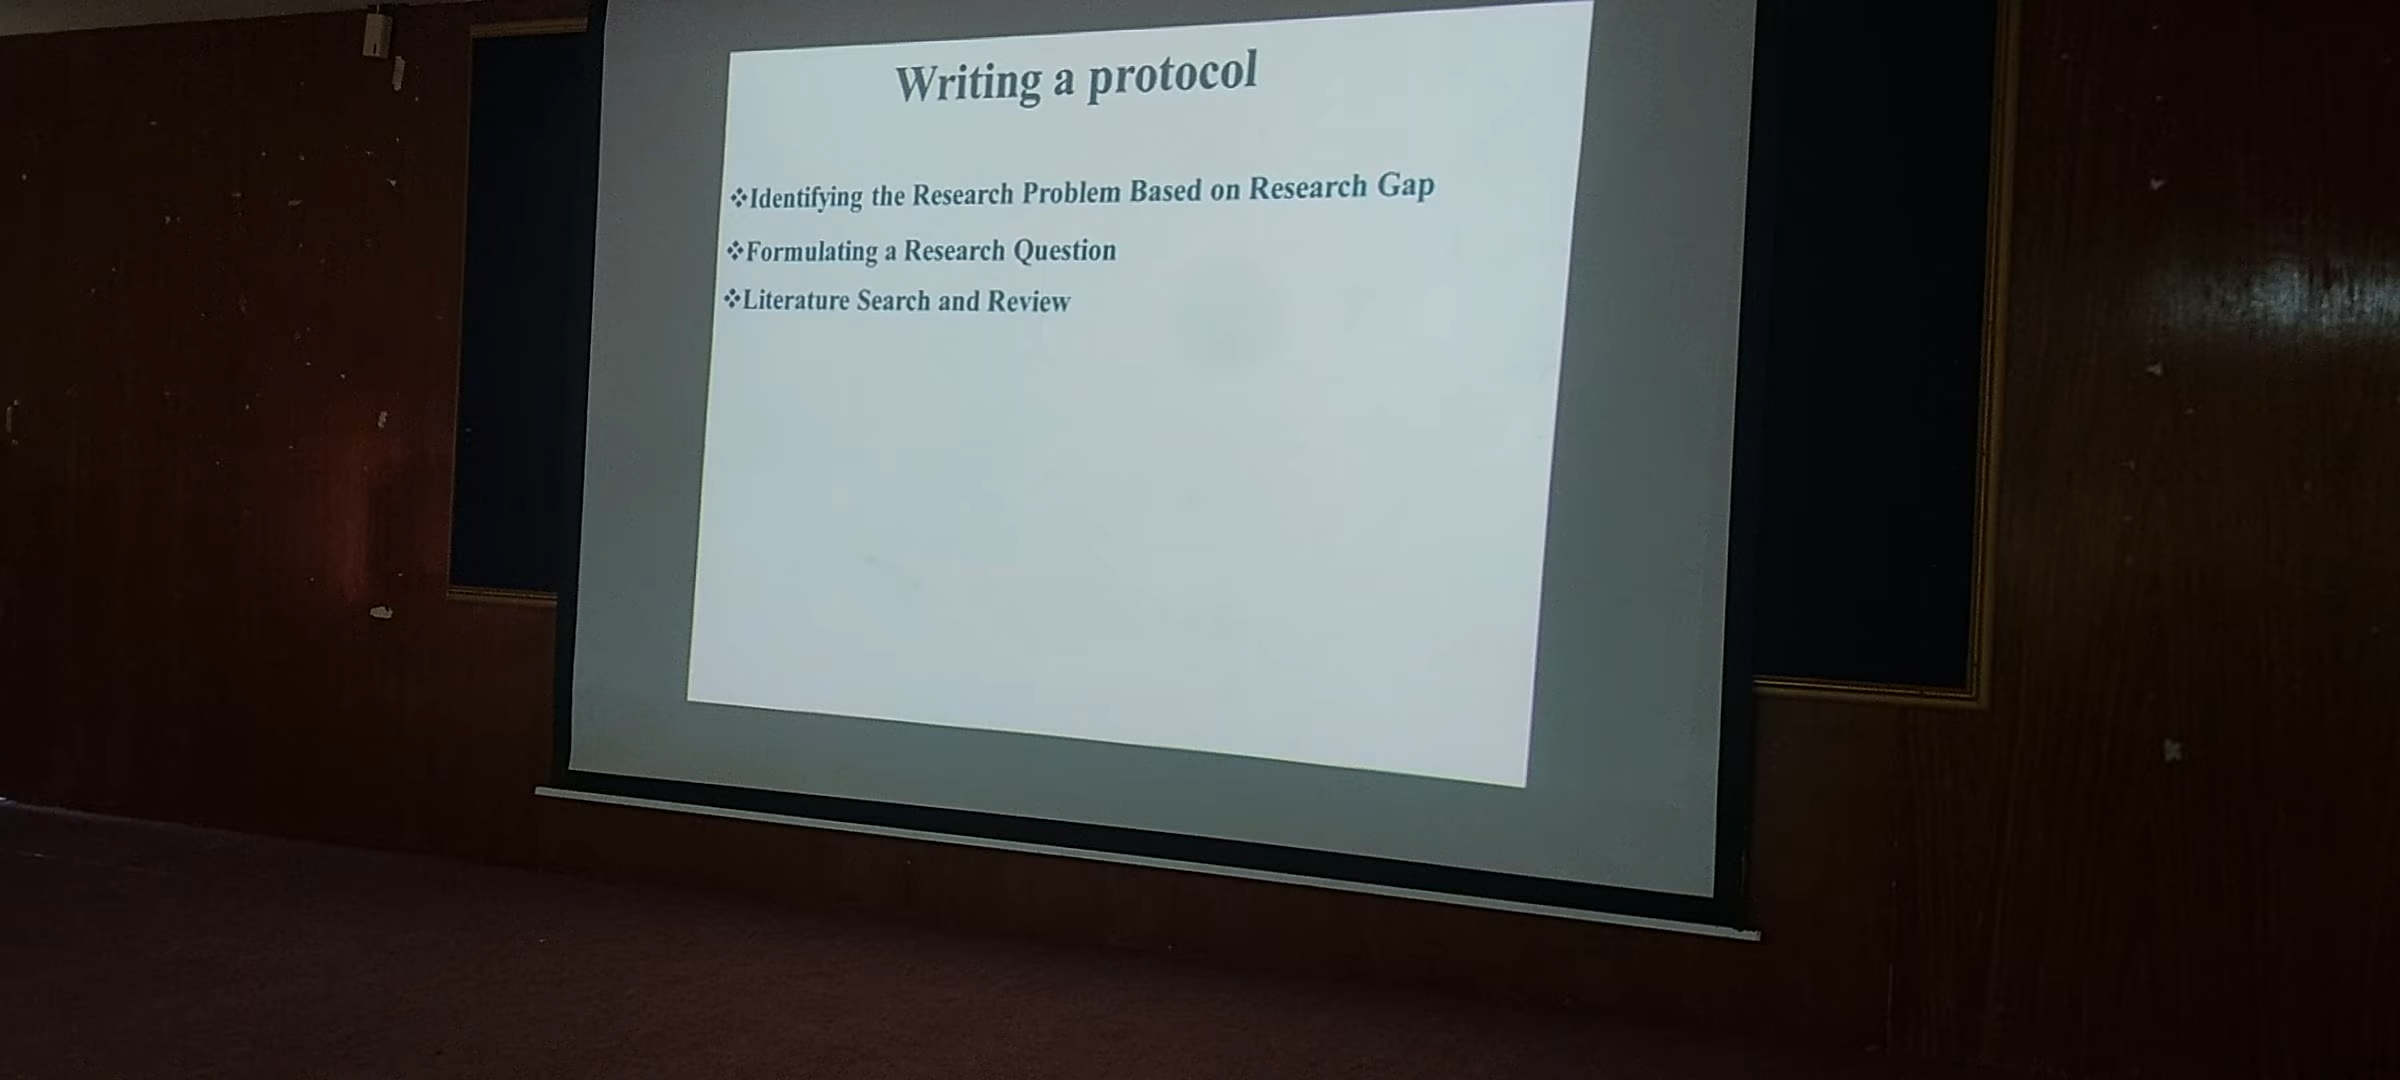 Writing a protocol
❖Identifying the Research Problem Based on Research Gap
❖Formulating a Research Question
❖Literature Search and Review